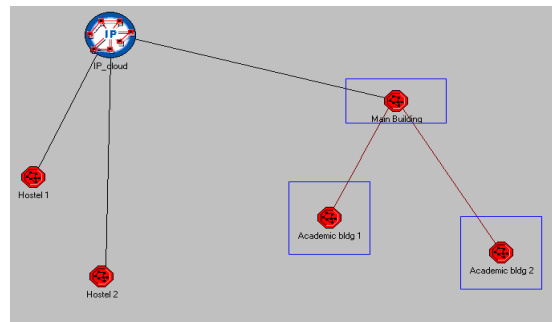 IP
IP_cloud
Main Building
Hostel 1
Academic bldg 1
Academic bldg 2
Hostel 2